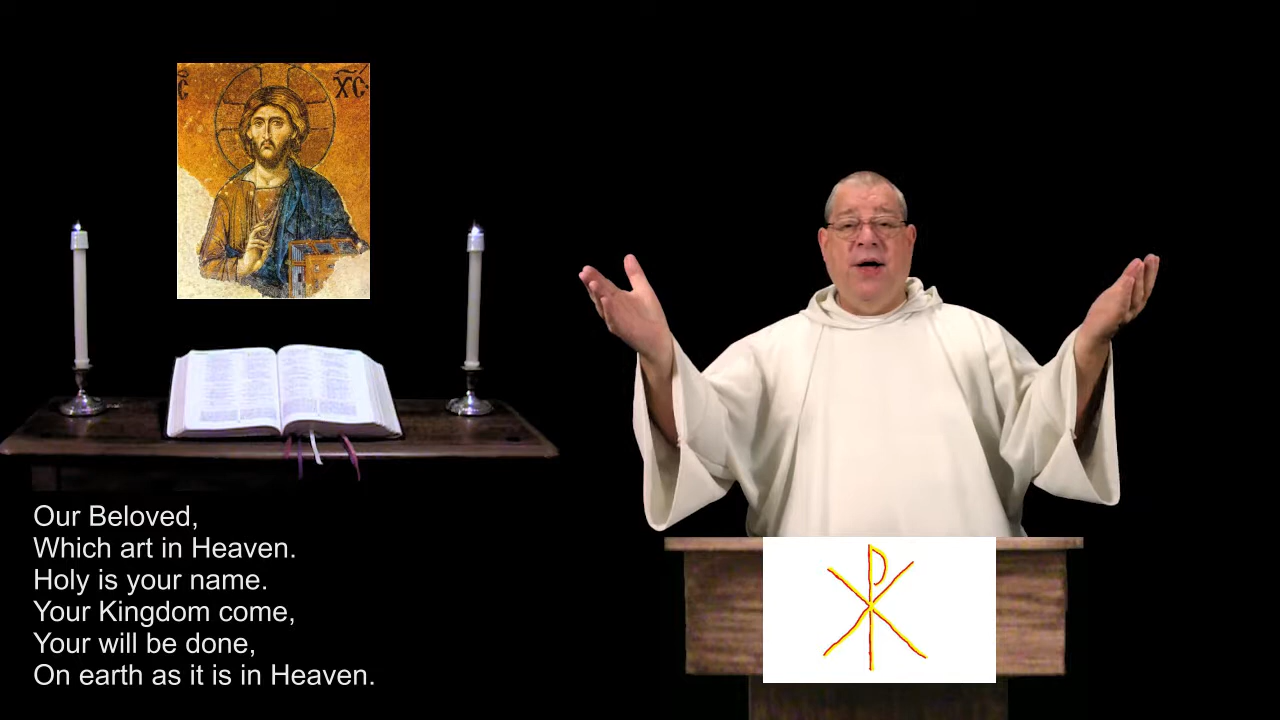 C
XC
Our Beloved,
Which art in Heaven.
Holy is your name.
Your Kingdom come,
Your will be done,
On earth as it is in Heaven.